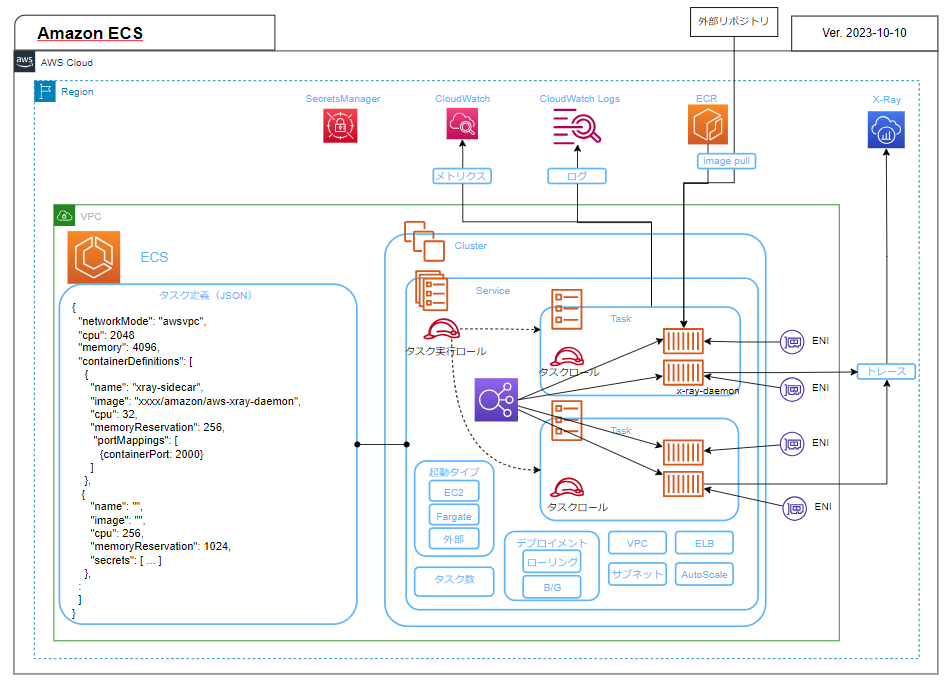 Amazon ECS
外部リポジトリ
Ver. 2023-10-10
aws
AWS Cloud
Region
SecretsManager
CloudWatch
CloudWatch Logs
ECR
X-Ray
image pull
メトリクス
ログ
VPC
ECS
Cluster
タスク定義（JSON）
{
"networkMode": "awsvpc",
"cpu": 2048
"memory": 4096,
"containerDefinitions": [
{
"name": "xray-sidecar",
"image": "xxxx/amazon/aws-xray-daemon",
"cpu": 32,
"memoryReservation": 256,
"portMappings": [
{containerPort: 2000}
]
},
{
"name": "",
"image": "",
"cpu": 256,
"memoryReservation": 1024,
"secrets": [ ... ]
},
:
]
}
Service
Task
タスク実行ロール
タスクロール
x-ray-daemon
ENI
ENI
トレース
Task
タスクロール
ENI
ENI
起動タイプ
EC2
Fargate
外部
タスク数
デプロイメント
ローリング
B/G
VPC
ELB
サブネット
AutoScale